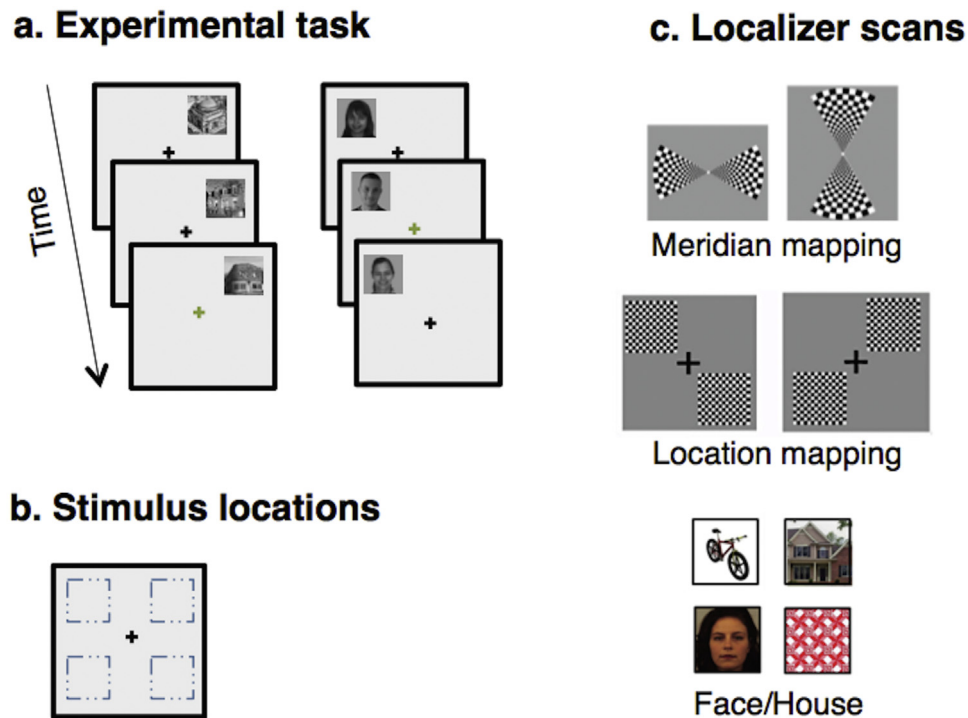 a. Experimental task
Time
b. Stimulus locations
c. Localizer scans
Meridian mapping
Location mapping
Face/House